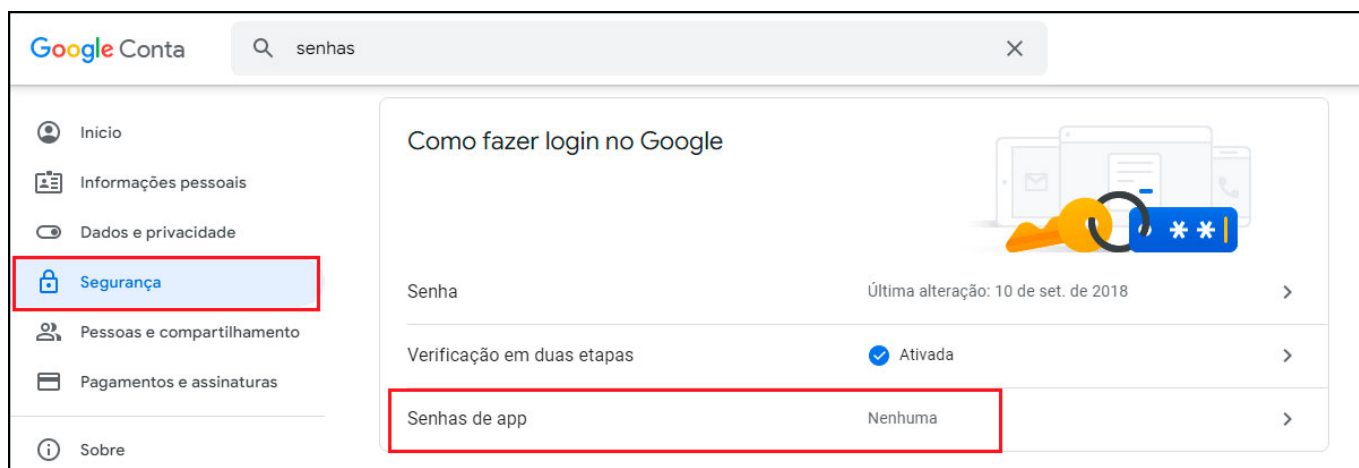 Google Conta
senhas
Início
Informações pessoais
Dados e privacidade
Segurança
Pessoas e compartilhamento
Pagamentos e assinaturas
Sobre
Como fazer login no Google
**
Senha Última alteração: 10 de set. de 2018
Verificação em duas etapas Ativada
Senhas de app Nenhuma